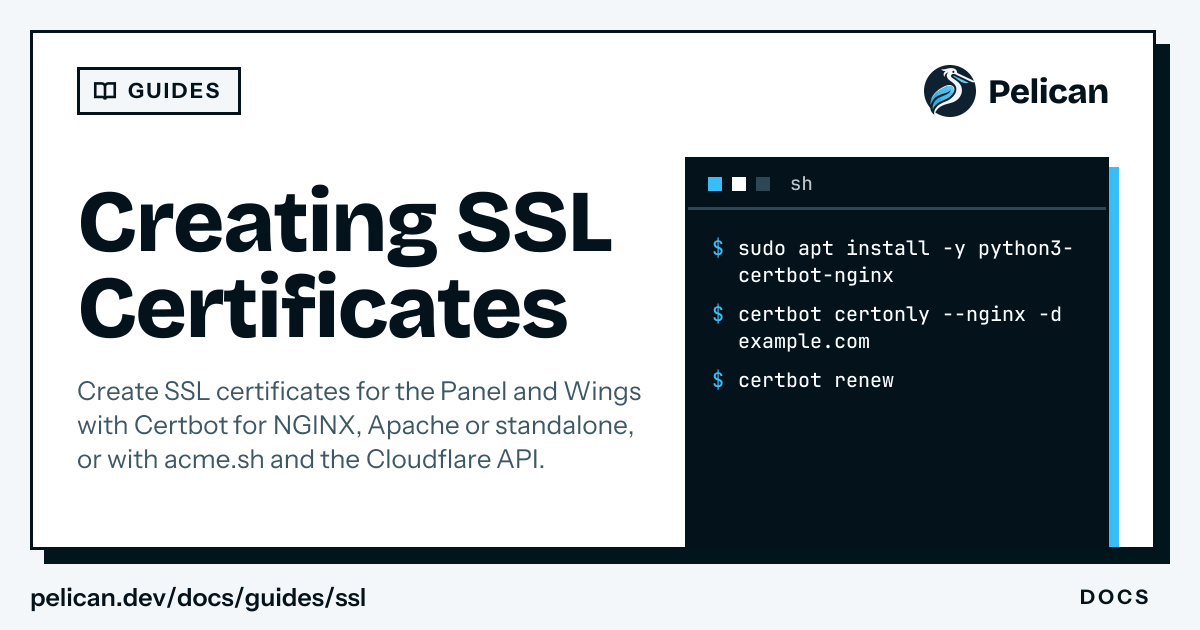 GUIDES
Pelican
Creating SSL
Certificates
Create SSL certificates for the Panel and Wings
with Certbot for NGINX, Apache or standalone,
or with acme.sh and the Cloudflare API.
sh
$ sudo apt install -y python3-
certbot-nginx
$ certbot certonly --nginx -d
example.com
$ certbot renew
pelican.dev/docs/guides/ssl
DOCS